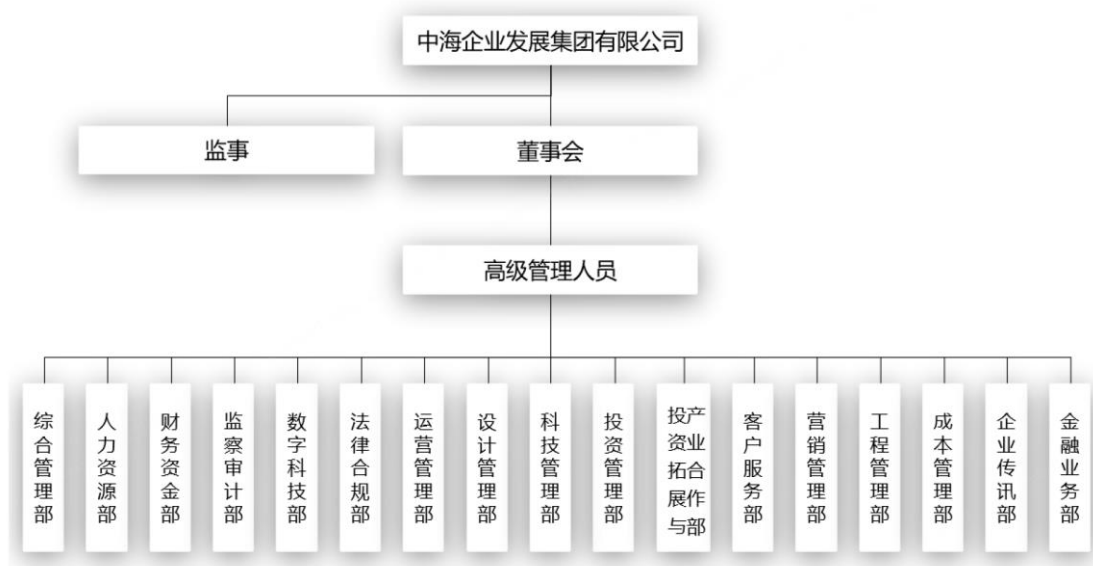 中海企业发展集团有限公司
监事
董事会
高级管理人员
综合管理部
人力资源部
财务资金部
监察审计部
数字科技部
法律合规部
运营管理部
设计管理部
科技管理部
投资管理部
投资拓展与
产业合作部
客户服务部
营销管理部
工程管理部
成本管理部
企业传讯部
金融业务部